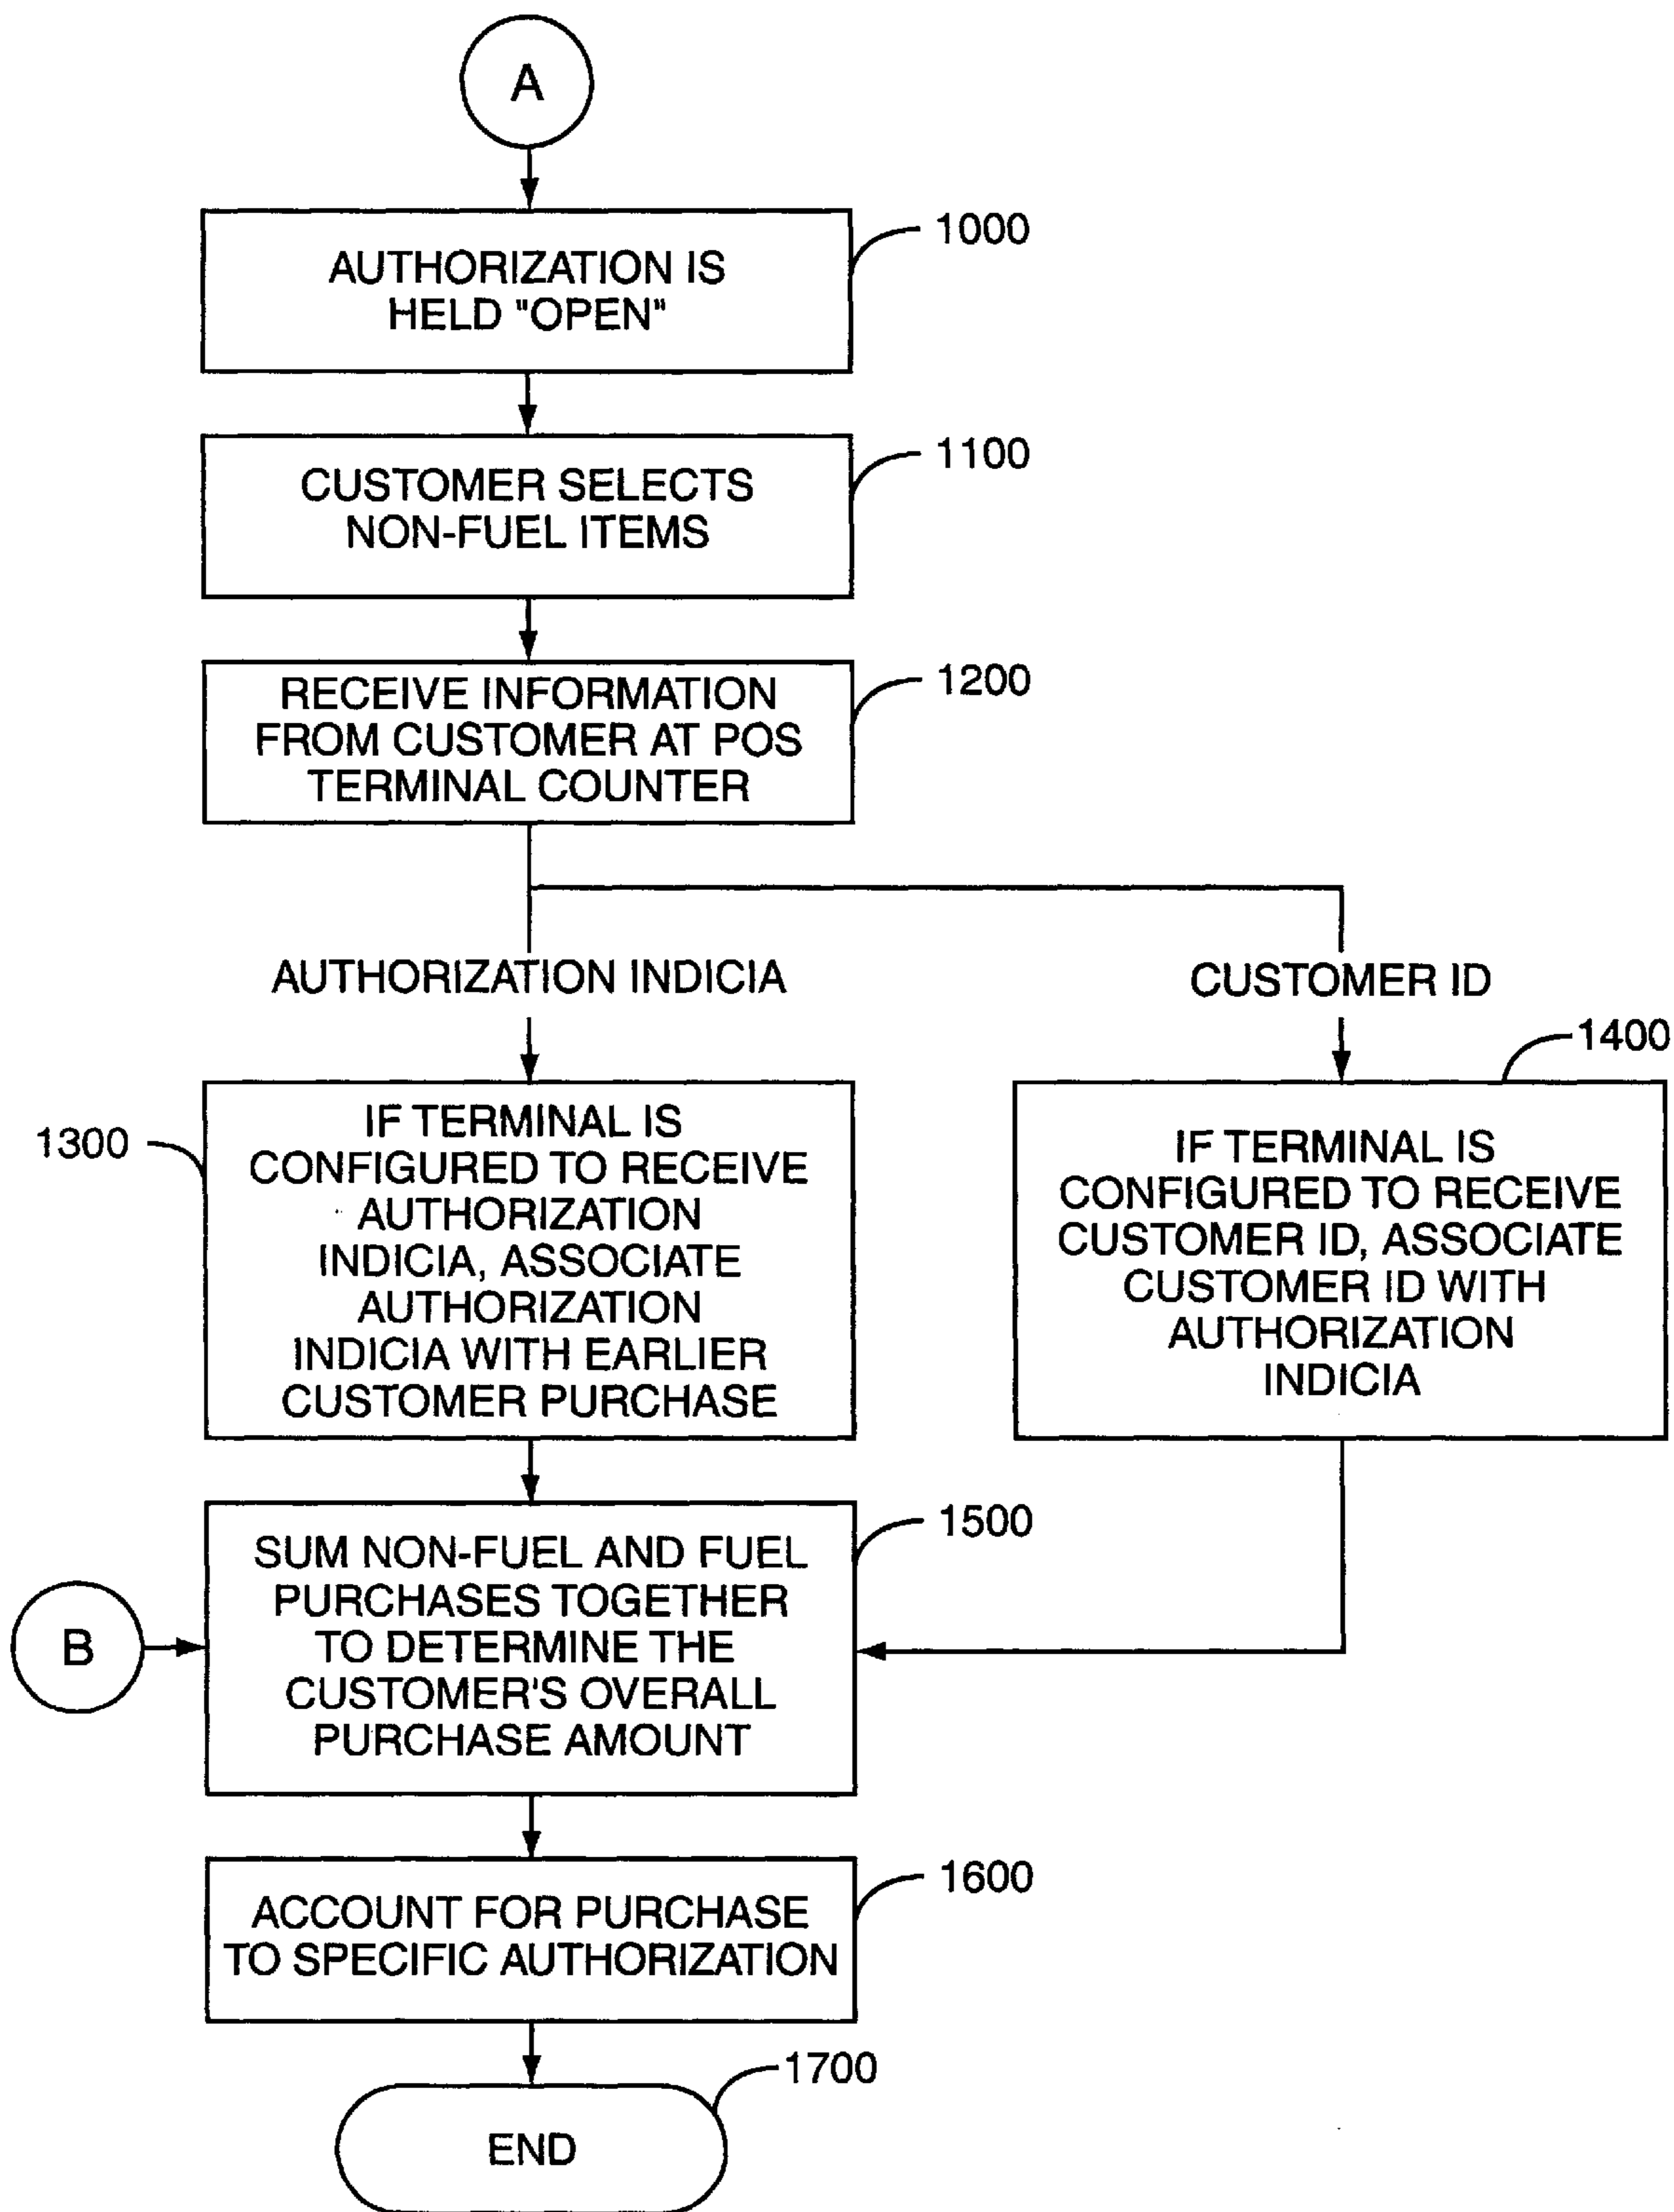 A
1000
AUTHORIZATION IS
HELD "OPEN"
1100
CUSTOMER SELECTS
NON-FUEL ITEMS
1200
RECEIVE INFORMATION
FROM CUSTOMER AT POS
TERMINAL COUNTER
AUTHORIZATION INDICIA
CUSTOMER ID
1300
IF TERMINAL IS
CONFIGURED TO RECEIVE
AUTHORIZATION
INDICIA, ASSOCIATE
AUTHORIZATION
INDICIA WITH EARLIER
CUSTOMER PURCHASE
1400
IF TERMINAL IS
CONFIGURED TO RECEIVE
CUSTOMER ID, ASSOCIATE
CUSTOMER ID WITH
AUTHORIZATION
INDICIA
B
1500
SUM NON-FUEL AND FUEL
PURCHASES TOGETHER
TO DETERMINE THE
CUSTOMER'S OVERALL
PURCHASE AMOUNT
1600
ACCOUNT FOR PURCHASE
TO SPECIFIC AUTHORIZATION
1700
END